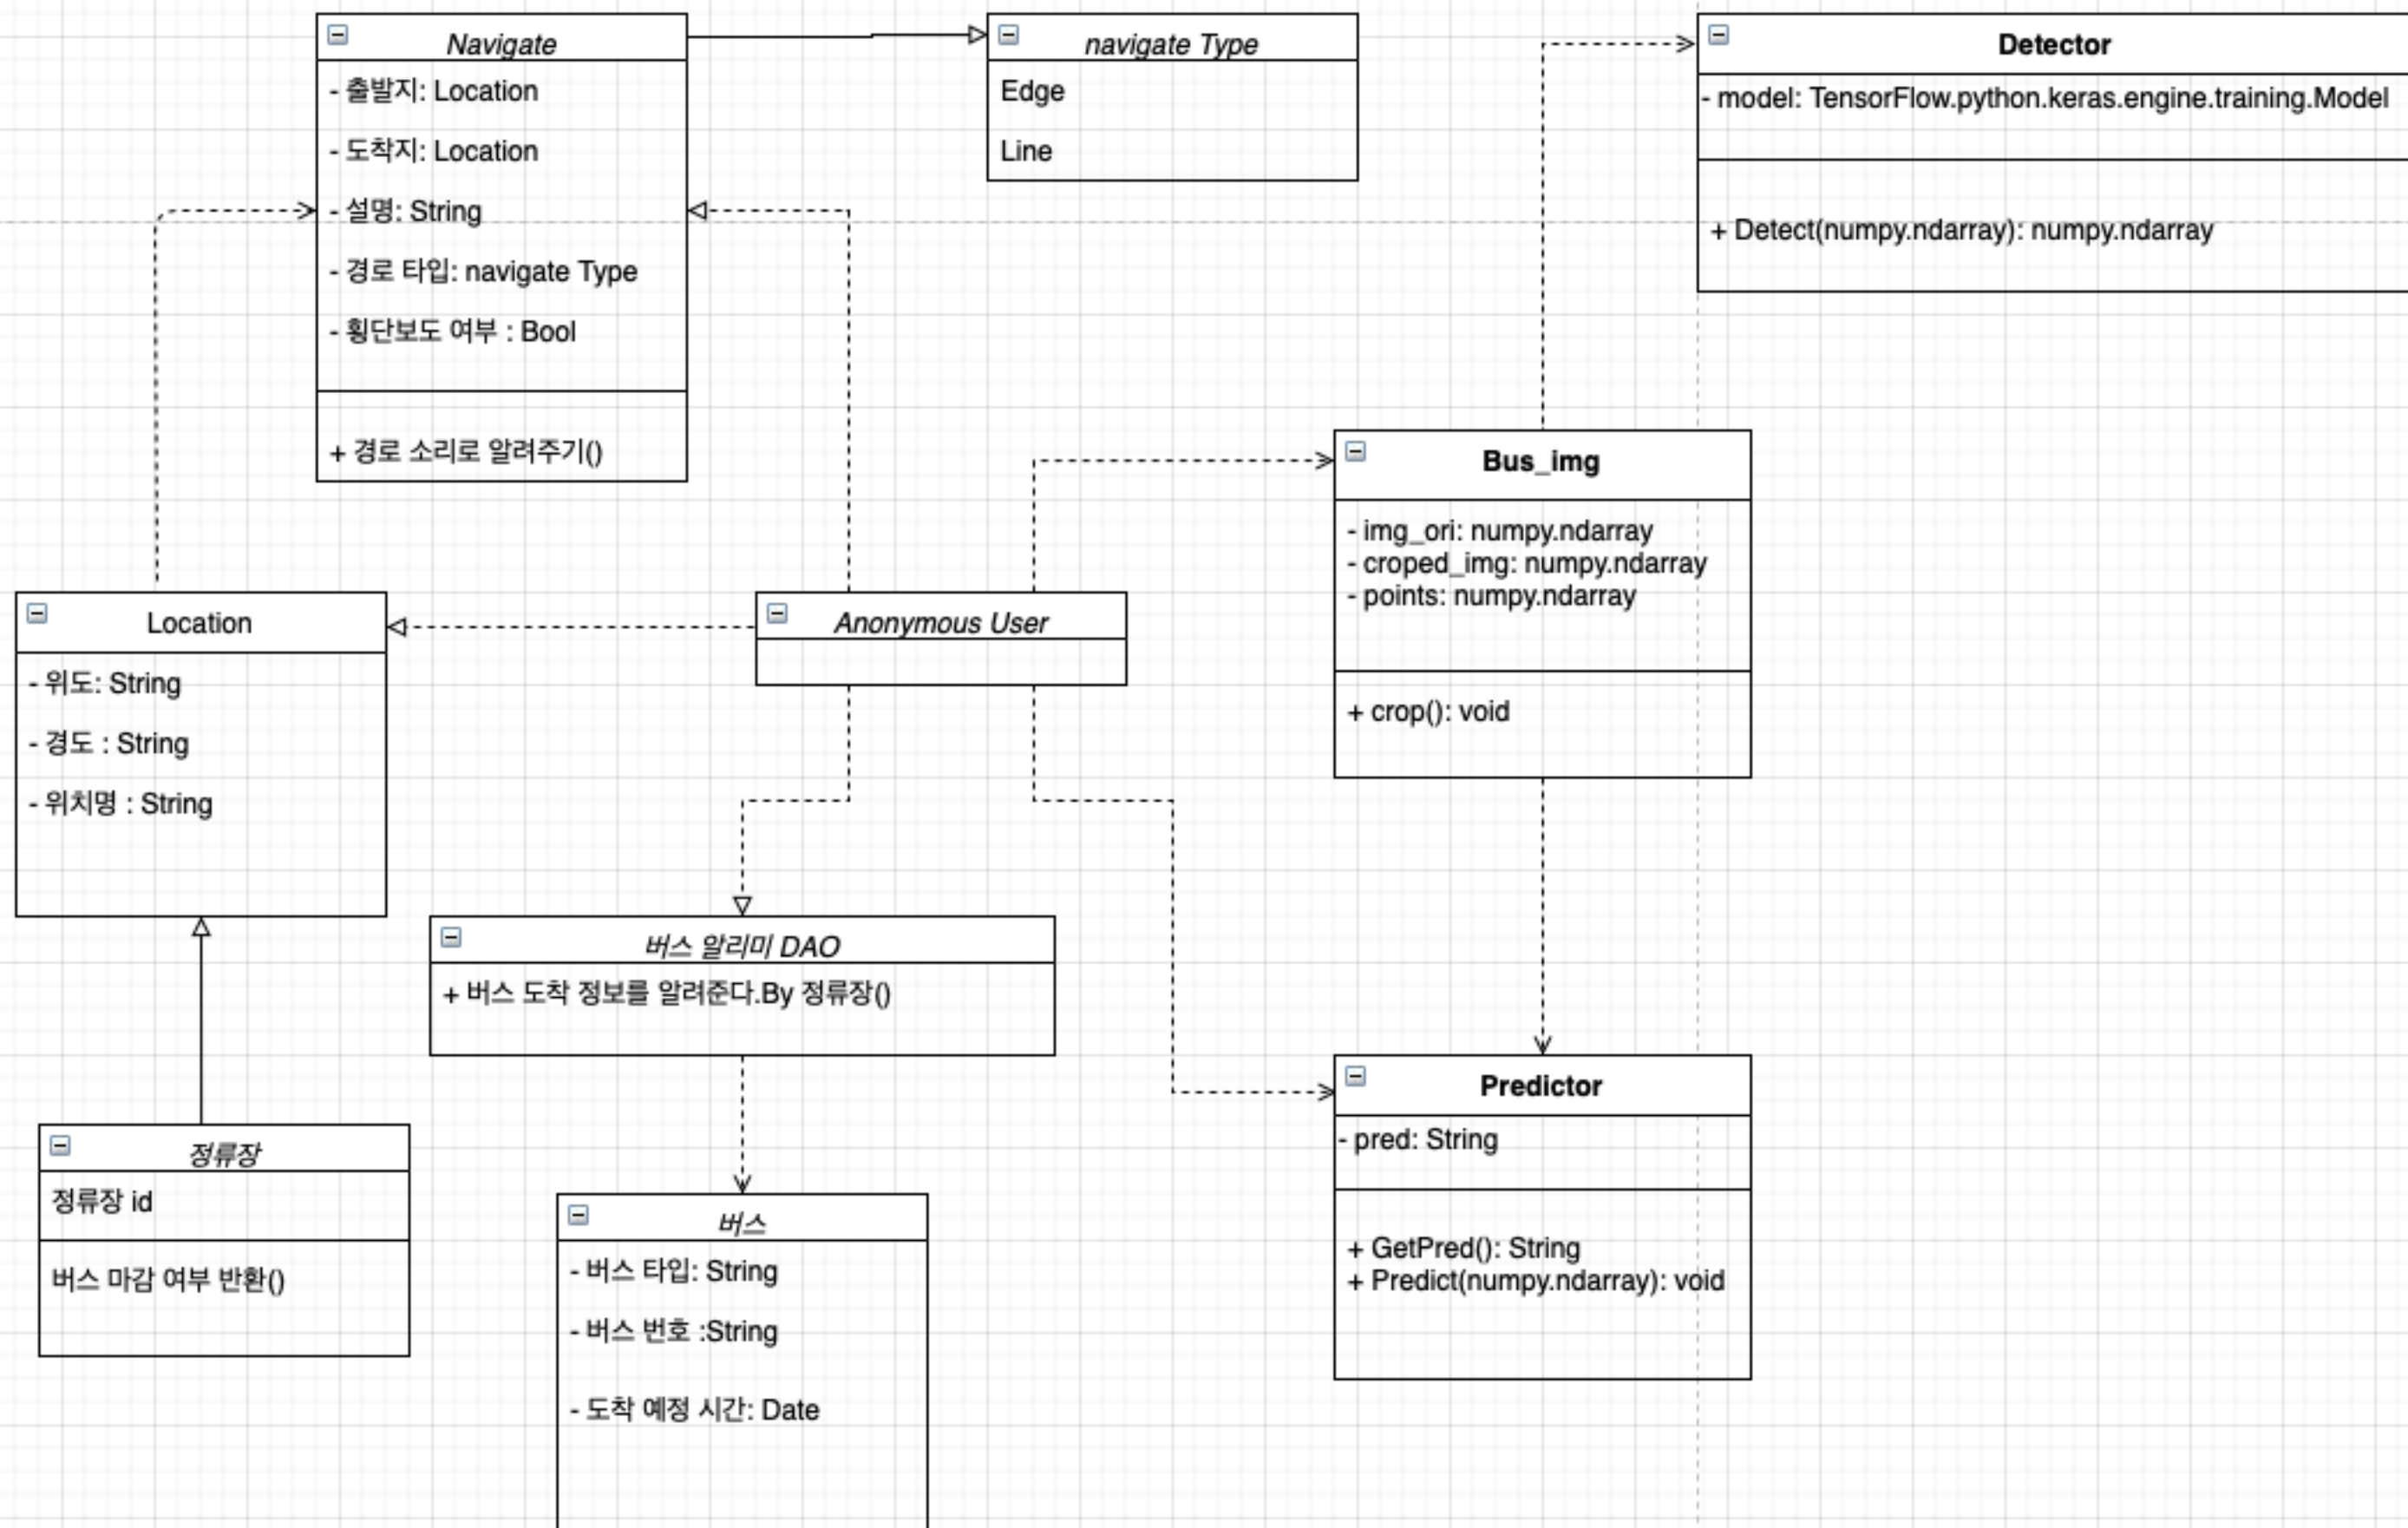 Navigate
- 출발지: Location
- 도착지: Location
- 설명: String
- 경로 타입: navigate Type
- 횡단보도 여부 : Bool
+ 경로 소리로 알려주기()
navigate Type
Edge
Line
Detector
- model: TensorFlow.python.keras.engine.training.Model
+ Detect(numpy.ndarray): numpy.ndarray
Bus_img
- img_ori: numpy.ndarray
- croped_img: numpy.ndarray
- points: numpy.ndarray
+ crop(): void
Location
- 위도: String
- 경도 : String
- 위치명 : String
Anonymous User
버스 알리미 DAO
+ 버스 도착 정보를 알려준다.By 정류장()
Predictor
- pred: String
+ GetPred(): String
+ Predict(numpy.ndarray): void
정류장
정류장 id
버스 마감 여부 반환()
버스
- 버스 타입: String
- 버스 번호 :String
- 도착 예정 시간: Date